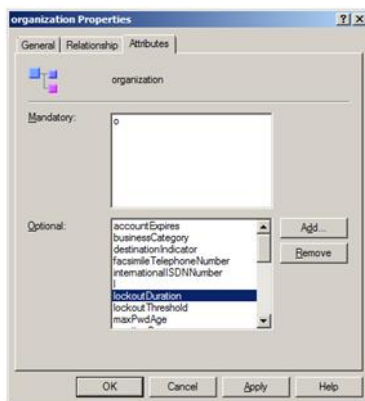 organization Properties
General Relationship Attributes
organization
Mandatory:
o
Optional:
accountExpires
businessCategory
destinationIndicator
facsimileTelephoneNumber
internationalISDNNumber
l
lockoutDuration
lockoutThreshold
maxPwdAge
Add...
Remove
OK Cancel Apply Help